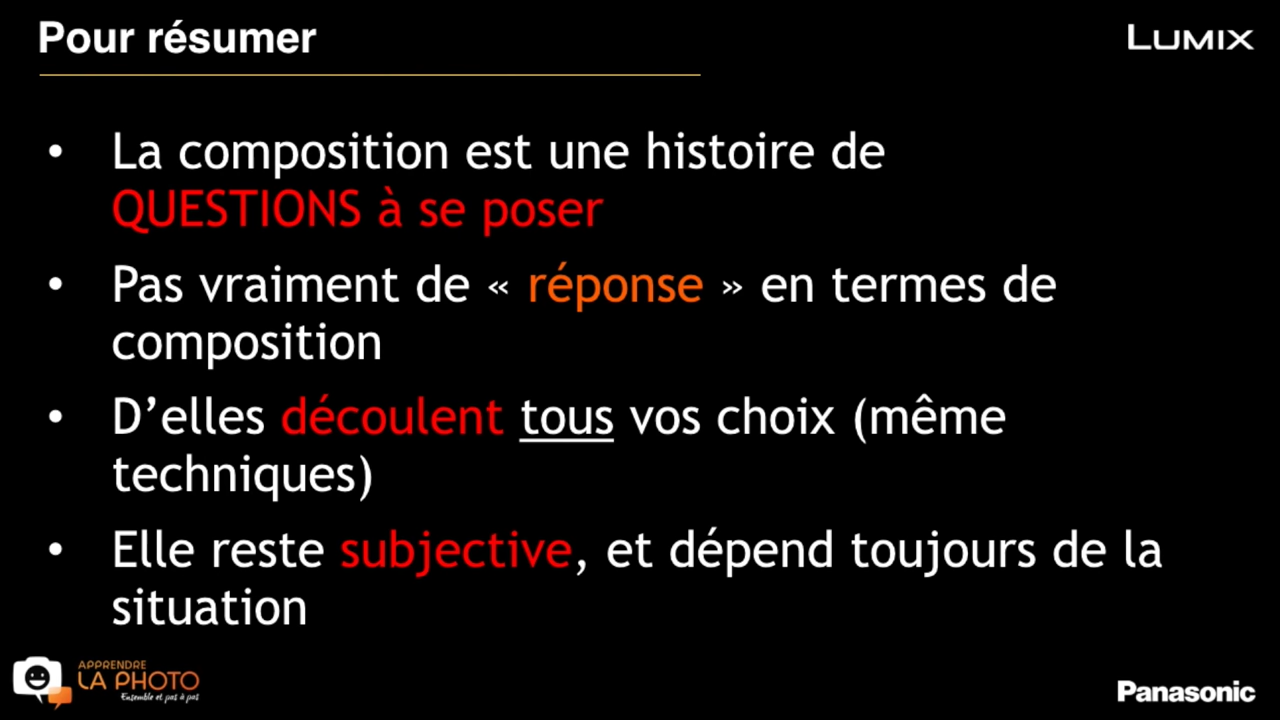 Pour résumer
LUMIX
• La composition est une histoire de
QUESTIONS à se poser
• Pas vraiment de « réponse » en termes de
composition
• D’elles découlent tous vos choix (même
techniques)
• Elle reste subjective, et dépend toujours de la
situation
APPRENDRE
LA PHOTO
Ensemble et pas à pas
Panasonic